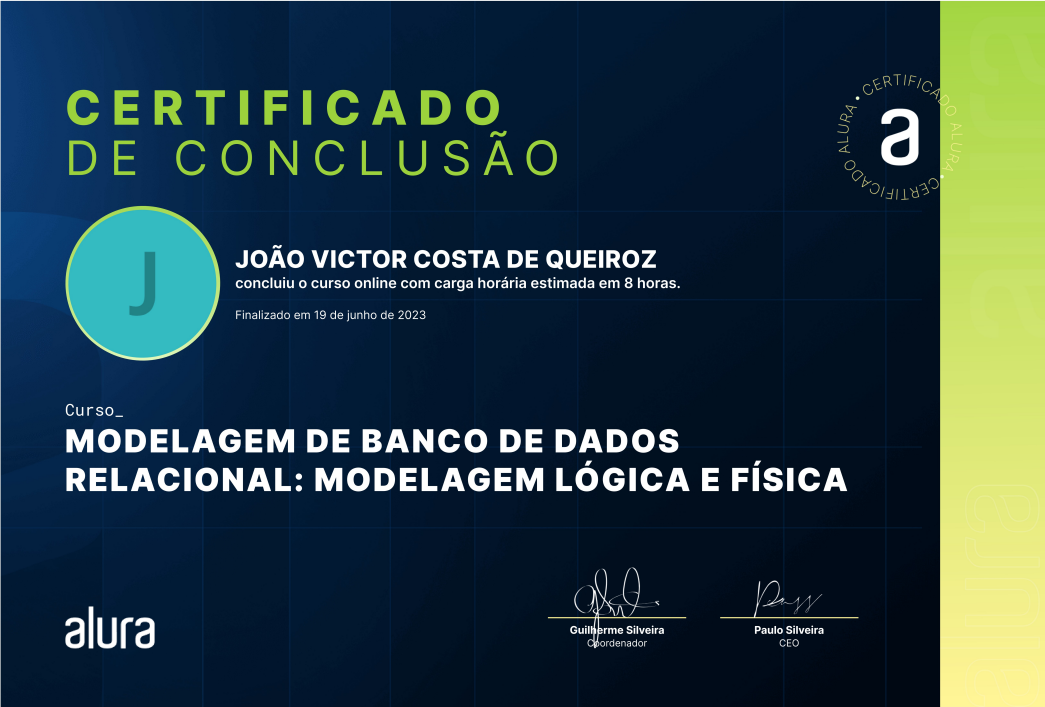 CERTIFICADO
DE CONCLUSÃO
• CERTIFICADO ALURA • CERTIFICADO ALURA
a
J
JOÃO VICTOR COSTA DE QUEIROZ
concluiu o curso online com carga horária estimada em 8 horas.
Finalizado em 19 de junho de 2023
Curso_
MODELAGEM DE BANCO DE DADOS
RELACIONAL: MODELAGEM LÓGICA E FÍSICA
alura
Guilherme Silveira
Coordenador
Paulo Silveira
CEO
alura
alura